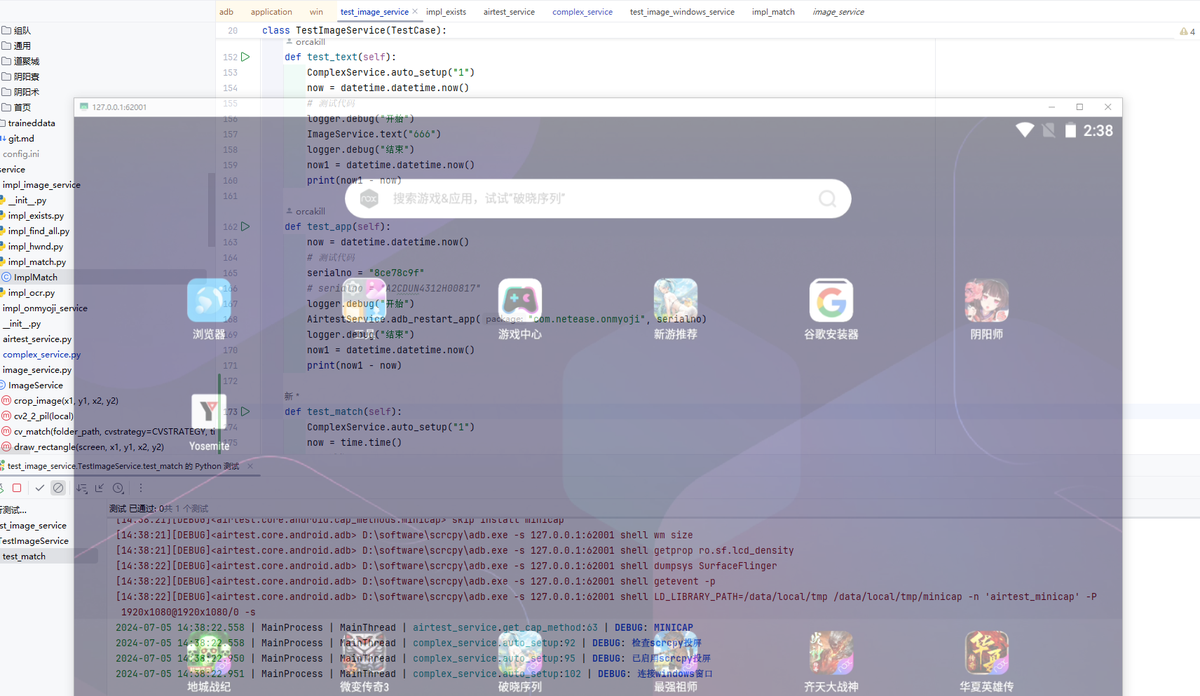 adb application win test_image_service impl_exists airtest_service complex_service test_image_windows_service impl_match image_service
20 class TestImageService(TestCase):
4
组队
通用
道聚城
阴阳寮
阴阳术
首页
traineddata
git.md
config.ini
service
impl_image_service
__init__.py
impl_exists.py
impl_find_all.py
impl_hwnd.py
impl_match.py
ImplMatch
impl_ocr.py
impl_onmyoji_service
__init__.py
airtest_service.py
complex_service.py
image_service.py
ImageService
crop_image(x1, y1, x2, y2)
cv2_2_pil(local)
cv_match(folder_path, cvstrategy=CVSTRATEGY, ti
draw_rectangle(screen, x1, y1, x2, y2)
orcakill
152 def test_text(self):
153 ComplexService.auto_setup("1")
154 now = datetime.datetime.now()
155 # 测试代码
156 logger.debug("开始")
157 ImageService.text("666")
158 logger.debug("结束")
159 now1 = datetime.datetime.now()
160 print(now1 - now)
161
orcakill
162 def test_app(self):
163 now = datetime.datetime.now()
164 # 测试代码
165 serialno = "8ce78c9f"
166 # serialno = "A2CDUN4312H00817"
167 logger.debug("开始")
168 AirtestService.adb_restart_app( package: "com.netease.onmyoji", serialno)
169 logger.debug("结束")
170 now1 = datetime.datetime.now()
171 print(now1 - now)
172
新 *
173 def test_match(self):
174 ComplexService.auto_setup("1")
175 now = time.time()
127.0.0.1:62001
2:38
nox 搜索游戏&应用，试试"破晓序列"
浏览器
工具
游戏中心
新游推荐
谷歌安装器
阴阳师
Yosemite
地城战纪
微变传奇3
破晓序列
最强祖师
齐天大战神
华夏英雄传
test_image_service.TestImageService.test_match 的 Python 测试
测试 已通过: 0共 1 个测试
st_image_service
TestImageService
test_match
[14:38:21][DEBUG]<airtest.core.android.cap_methods.minicap> skip install minicap
[14:38:21][DEBUG]<airtest.core.android.adb> D:\software\scrcpy\adb.exe -s 127.0.0.1:62001 shell wm size
[14:38:21][DEBUG]<airtest.core.android.adb> D:\software\scrcpy\adb.exe -s 127.0.0.1:62001 shell getprop ro.sf.lcd_density
[14:38:22][DEBUG]<airtest.core.android.adb> D:\software\scrcpy\adb.exe -s 127.0.0.1:62001 shell dumpsys SurfaceFlinger
[14:38:22][DEBUG]<airtest.core.android.adb> D:\software\scrcpy\adb.exe -s 127.0.0.1:62001 shell getevent -p
[14:38:22][DEBUG]<airtest.core.android.adb> D:\software\scrcpy\adb.exe -s 127.0.0.1:62001 shell LD_LIBRARY_PATH=/data/local/tmp /data/local/tmp/minicap -n 'airtest_minicap' -P
1920x1080@1920x1080/0 -s
2024-07-05 14:38:22.558 | MainProcess | MainThread | airtest_service.get_cap_method:63 | DEBUG: MINICAP
2024-07-05 14:38:22.558 | MainProcess | MainThread | complex_service.auto_setup:92 | DEBUG: 检查scrcpy投屏
2024-07-05 14:38:22.950 | MainProcess | MainThread | complex_service.auto_setup:95 | DEBUG: 已启用scrcpy投屏
2024-07-05 14:38:22.951 | MainProcess | MainThread | complex_service.auto_setup:102 | DEBUG: 连接windows窗口